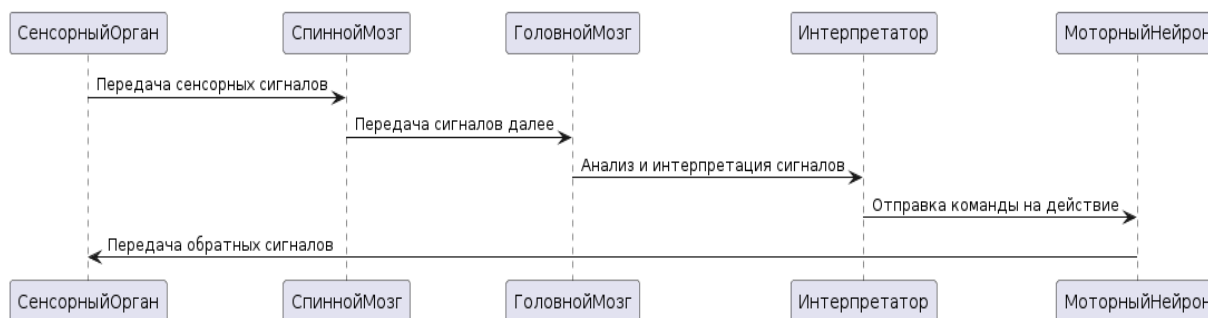 СенсорныйОрган
СпиннойМозг
ГоловнойМозг
Интерпретатор
МоторныйНейрон
Передача сенсорных сигналов
Передача сигналов далее
Анализ и интерпретация сигналов
Отправка команды на действие
Передача обратных сигналов
СенсорныйОрган
СпиннойМозг
ГоловнойМозг
Интерпретатор
МоторныйНейрон